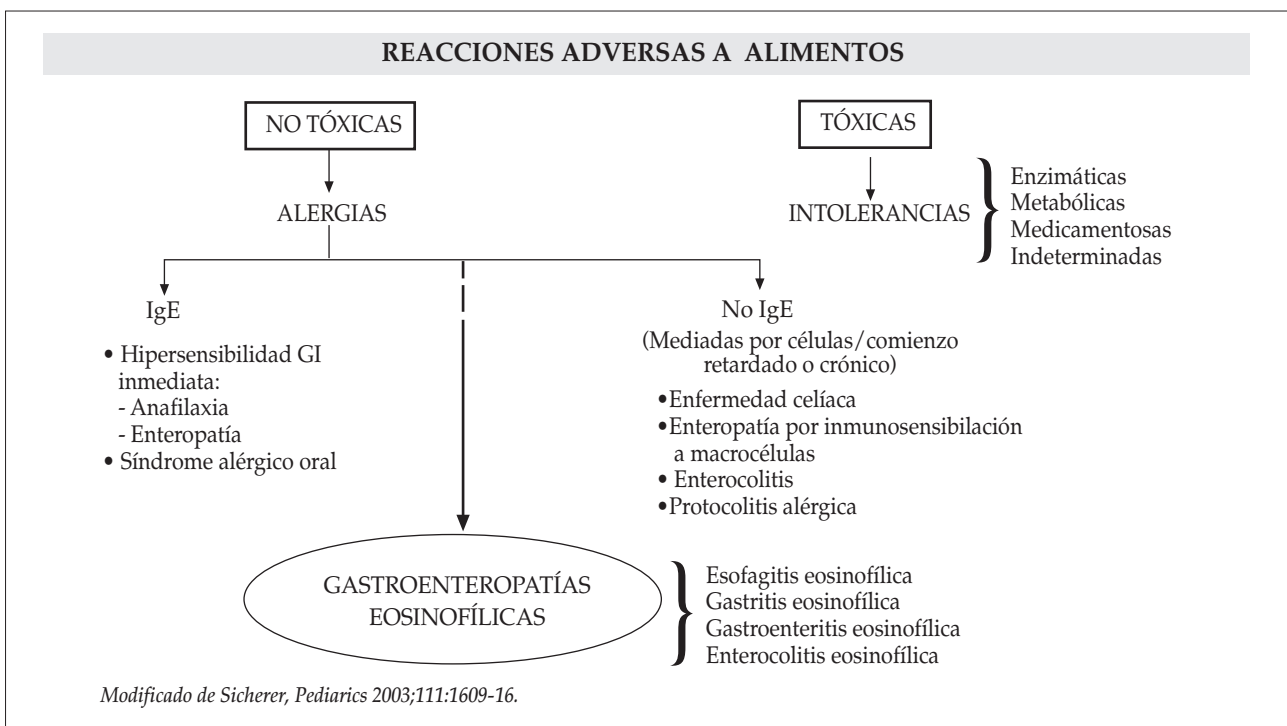 REACCIONES ADVERSAS A ALIMENTOS
NO TÓXICAS
ALERGIAS
TÓXICAS
INTOLERANCIAS
Enzimáticas
Metabólicas
Medicamentosas
Indeterminadas
IgE
• Hipersensibilidad GI
inmediata:
- Anafilaxia
- Enteropatía
• Síndrome alérgico oral
No IgE
(Mediadas por células/comienzo
retardado o crónico)
•Enfermedad celíaca
•Enteropatía por inmunosensibilación
a macrocélulas
• Enterocolitis
•Protocolitis alérgica
GASTROENTEROPATÍAS
EOSINOFÍLICAS
Esofagitis eosinofílica
Gastritis eosinofílica
Gastroenteritis eosinofílica
Enterocolitis eosinofílica
Modificado de Sicherer, Pediarics 2003;111:1609-16.